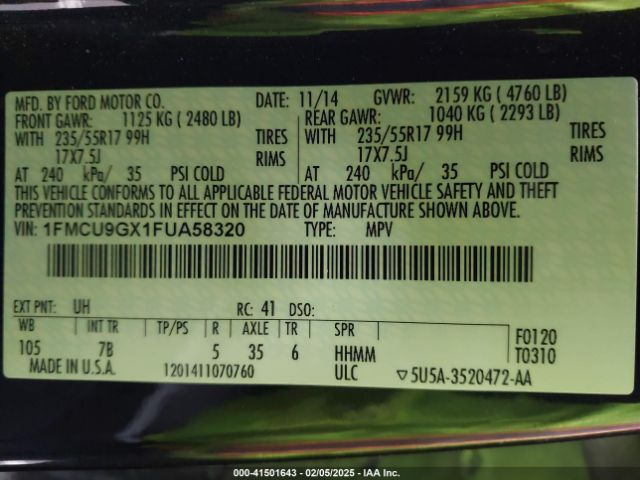 MFD. BY FORD MOTOR CO. DATE: 11/14 GVWR: 2159 KG ( 4760 LB)
FRONT GAWR: 1125 KG ( 2480 LB) REAR GAWR: 1040 KG ( 2293 LB)
WITH 235/55R17 99H TIRES WITH 235/55R17 99H TIRES
17X7.5J RIMS 17X7.5J RIMS
AT 240 kPa/ 35 PSI COLD AT 240 kPa/ 35 PSI COLD
THIS VEHICLE CONFORMS TO ALL APPLICABLE FEDERAL MOTOR VEHICLE SAFETY AND THEFT
PREVENTION STANDARDS IN EFFECT ON THE DATE OF MANUFACTURE SHOWN ABOVE.
VIN: 1FMCU9GX1FUA58320 TYPE: MPV
EXT PNT: UH RC: 41 DSO:
WB INT TR TP/PS R AXLE TR SPR F0120
105 7B 5 35 6 HHMM T0310
MADE IN U.S.A. 1201411070760 ULC ▽5U5A-3520472-AA
000-41501643 / 02/05/2025 - IAA Inc.